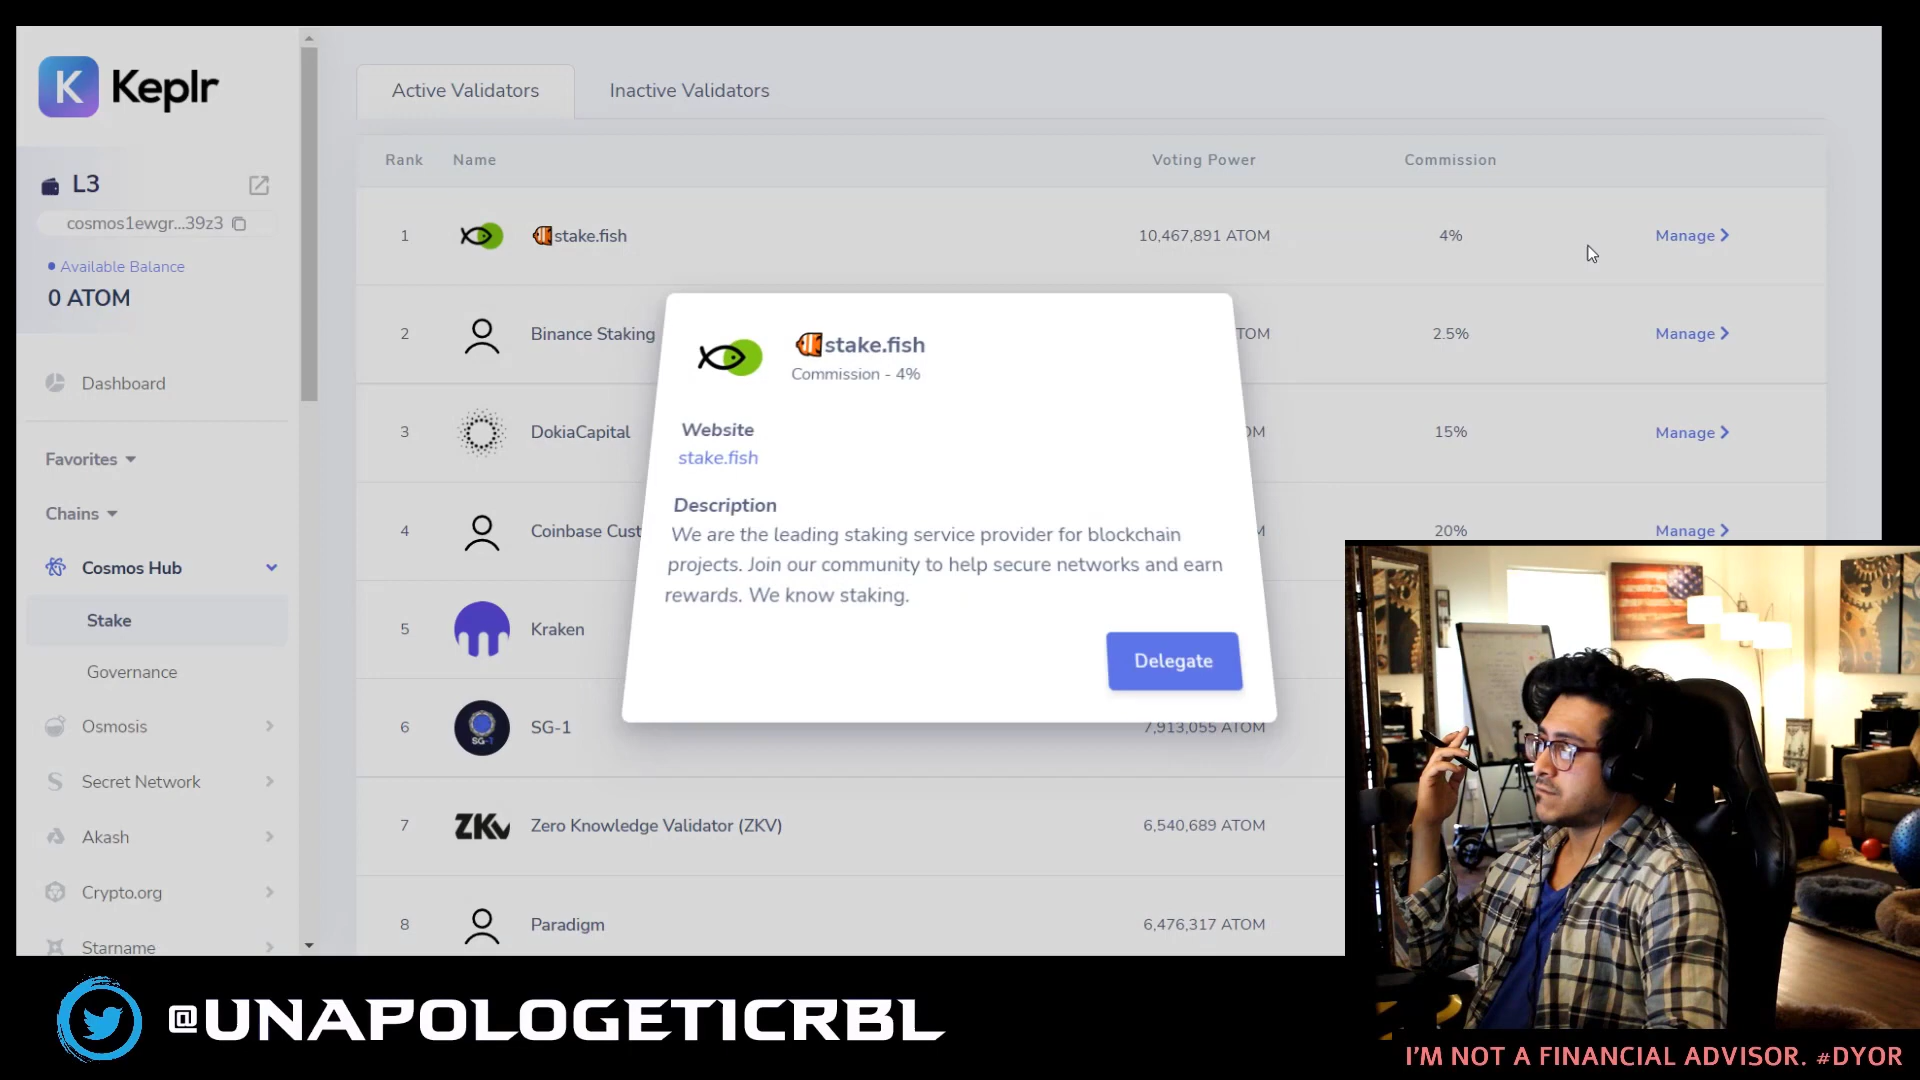 K Keplr
L3
cosmos1ewgr...39z3
Available Balance
0 ATOM
Dashboard
Favorites
Chains
Cosmos Hub
Stake
Governance
Osmosis
Secret Network
Akash
Crypto.org
Starname
Active Validators
Inactive Validators
Rank Name Voting Power Commission
1 stake.fish 10,467,891 ATOM 4% Manage
2 Binance Staking TOM 2.5% Manage
3 DokiaCapital OM 15% Manage
4 Coinbase Cust M 20% Manage
5 Kraken
6 SG-1 SG-1 7,913,055 ATOM
7 ZKV Zero Knowledge Validator (ZKV) 6,540,689 ATOM
8 Paradigm 6,476,317 ATOM
stake.fish
Commission - 4%
Website
stake.fish
Description
We are the leading staking service provider for blockchain
projects. Join our community to help secure networks and earn
rewards. We know staking.
Delegate
@UNAPOLOGETICRBL
I'M NOT A FINANCIAL ADVISOR. #DYOR